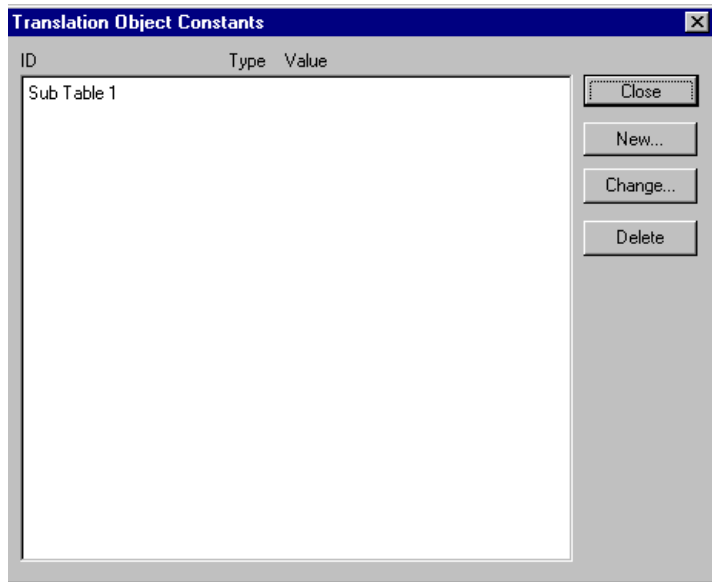 Translation Object Constants
ID Type Value
Sub Table 1
Close
New...
Change...
Delete